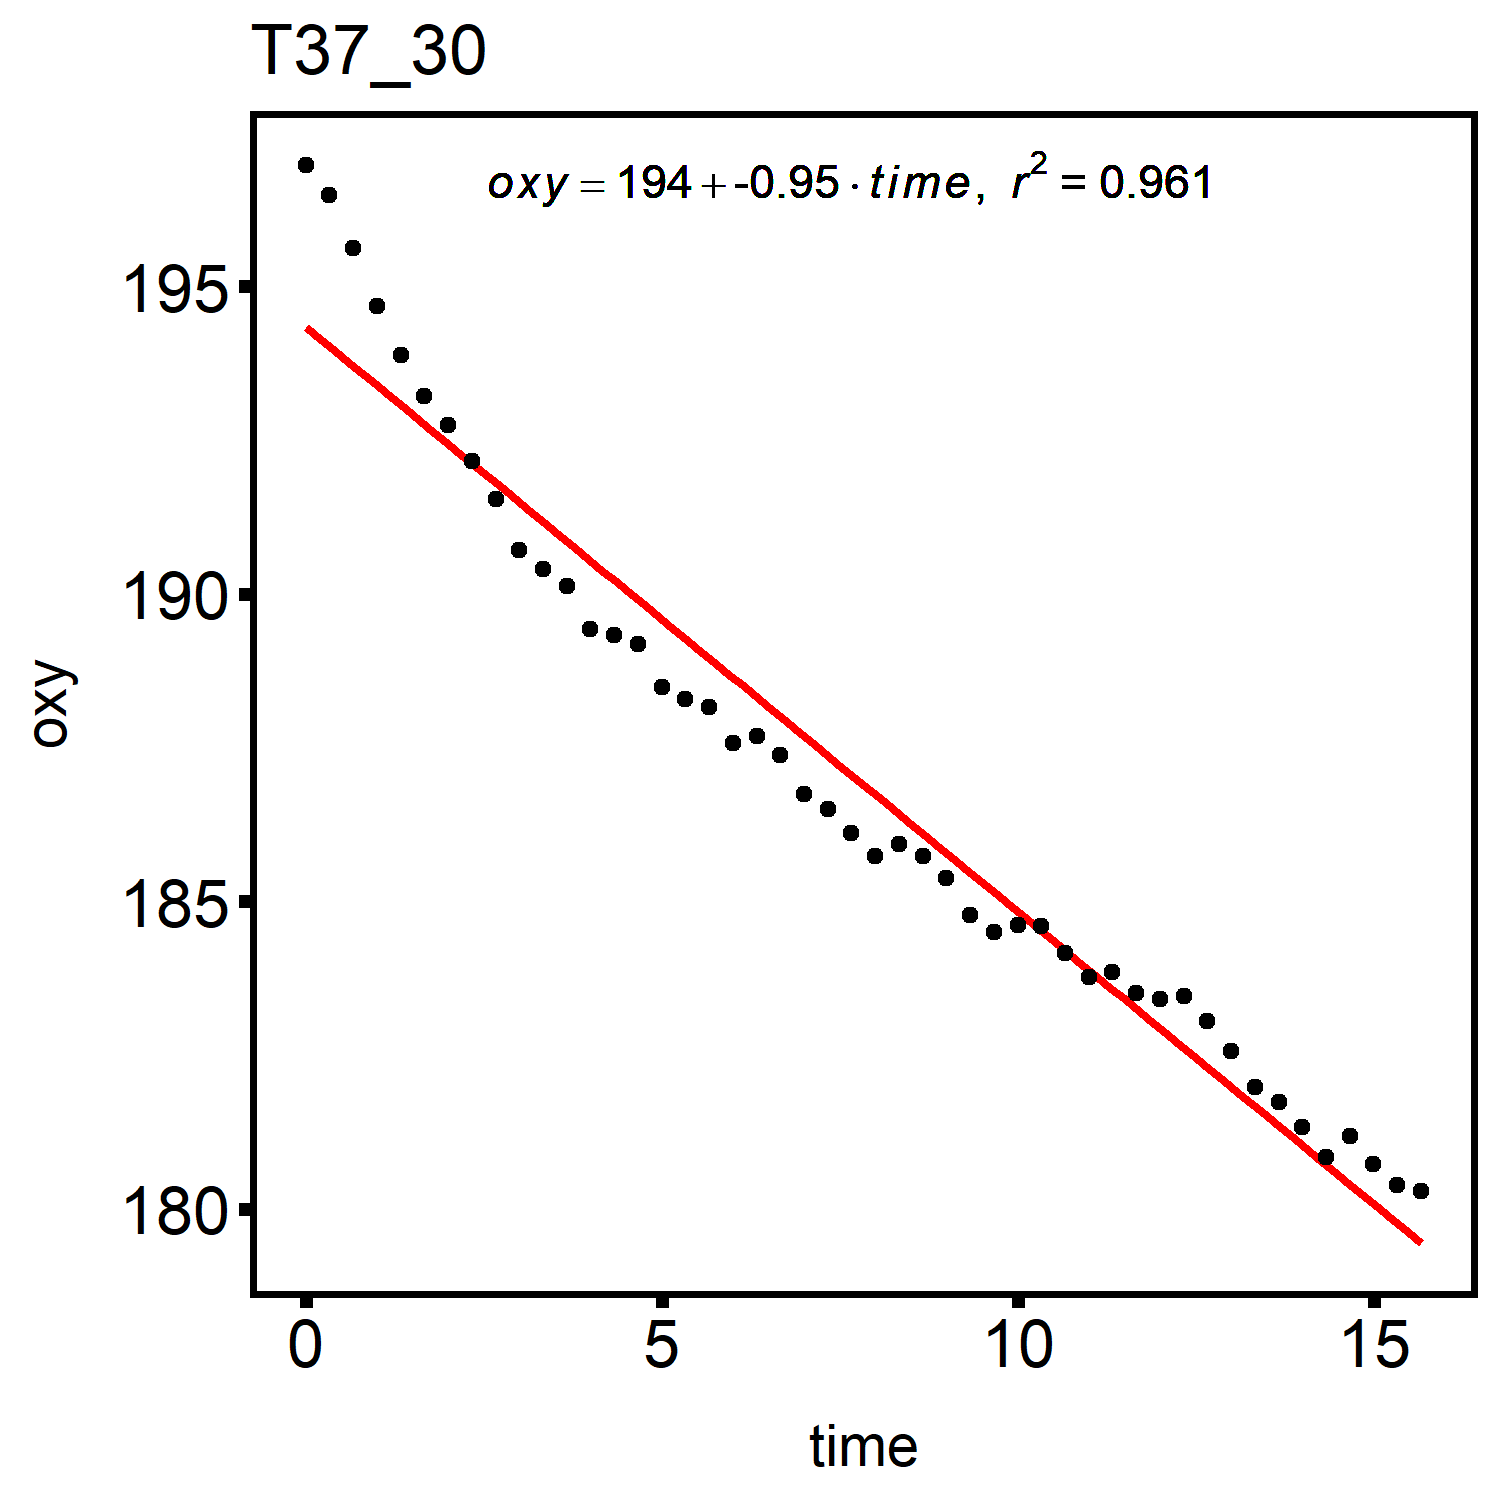 T37_30
oxy = 194 + -0.95 · time, r² = 0.961
195
190
185
180
oxy
0 5 10 15
time